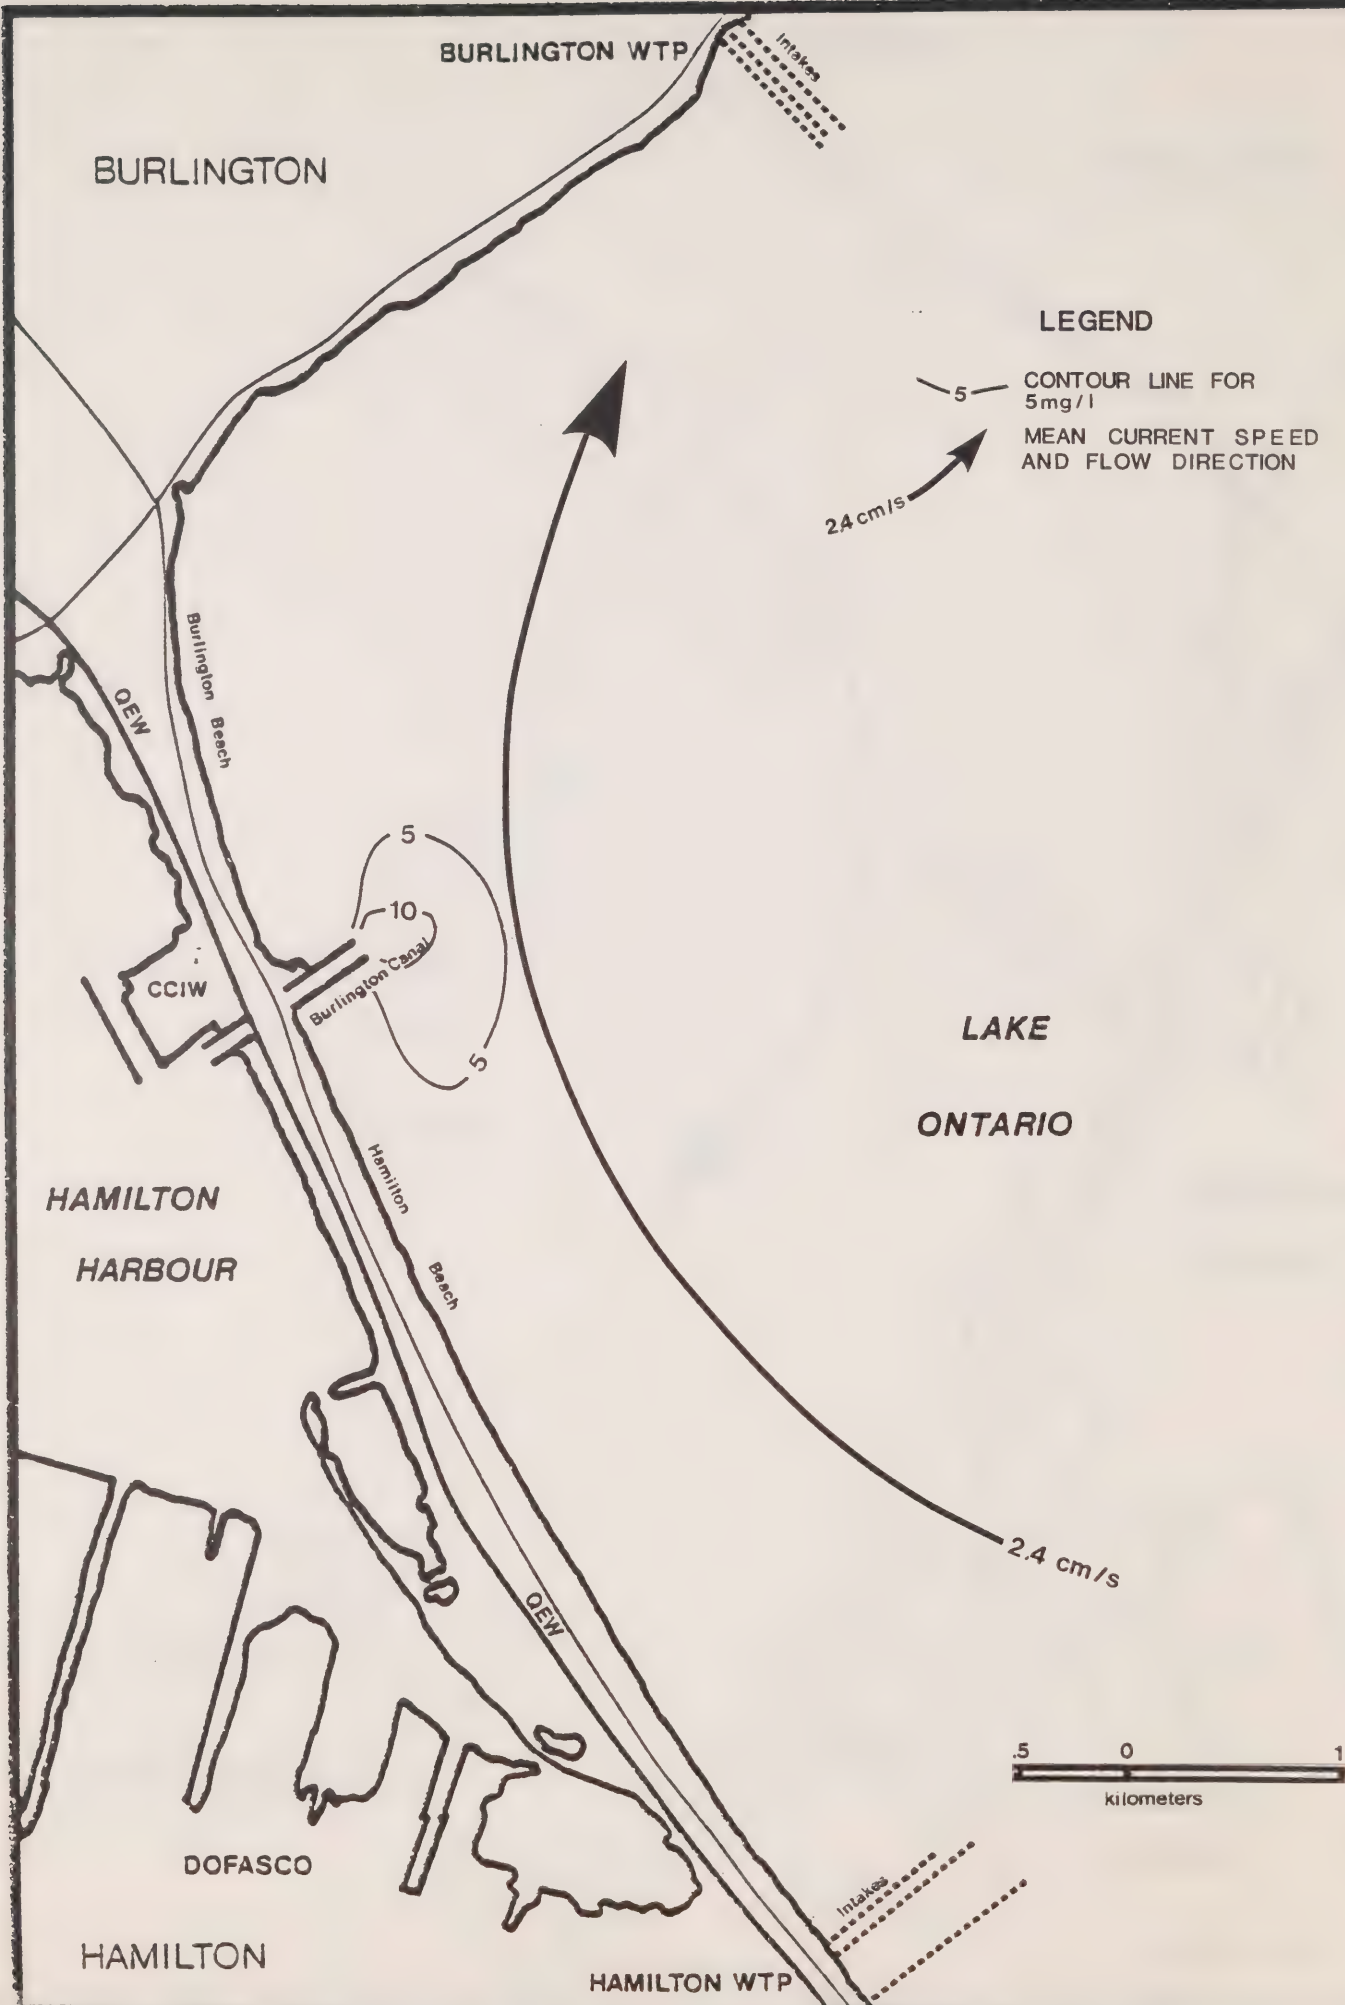 BURLINGTON WTP
Intakes
BURLINGTON
LEGEND
5
CONTOUR LINE FOR
5mg/l
MEAN CURRENT SPEED
AND FLOW DIRECTION
2.4 cm/s
Burlington Beach
QEW
5
10
Burlington Canal
CCIW
5
LAKE
ONTARIO
HAMILTON
HARBOUR
Hamilton
Beach
2.4 cm/s
QEW
.5 0 1
kilometers
DOFASCO
Intakes
HAMILTON
HAMILTON WTP